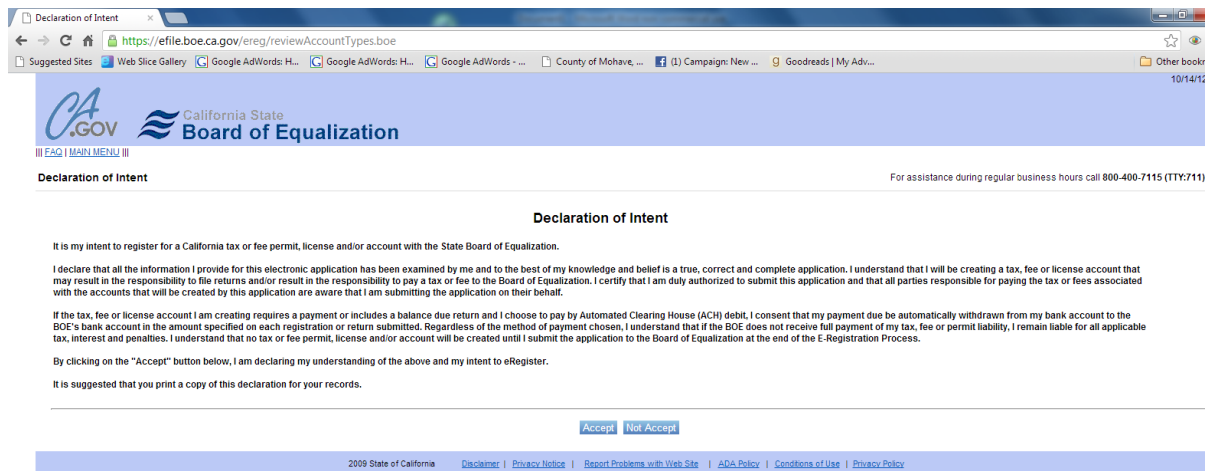 Declaration of Intent
https://efile.boe.ca.gov/ereg/reviewAccountTypes.boe
Suggested Sites Web Slice Gallery Google AdWords: H... Google AdWords: H... Google AdWords - ... County of Mohave, ... (1) Campaign: New ... Goodreads | My Adv... Other bookr
10/14/12
CA.GOV
California State
Board of Equalization
||| FAQ | MAIN MENU |||
Declaration of Intent For assistance during regular business hours call 800-400-7115 (TTY:711)
Declaration of Intent
It is my intent to register for a California tax or fee permit, license and/or account with the State Board of Equalization.
I declare that all the information I provide for this electronic application has been examined by me and to the best of my knowledge and belief is a true, correct and complete application. I understand that I will be creating a tax, fee or license account that
may result in the responsibility to file returns and/or result in the responsibility to pay a tax or fee to the Board of Equalization. I certify that I am duly authorized to submit this application and that all parties responsible for paying the tax or fees associated
with the accounts that will be created by this application are aware that I am submitting the application on their behalf.
If the tax, fee or license account I am creating requires a payment or includes a balance due return and I choose to pay by Automated Clearing House (ACH) debit, I consent that my payment due be automatically withdrawn from my bank account to the
BOE's bank account in the amount specified on each registration or return submitted. Regardless of the method of payment chosen, I understand that if the BOE does not receive full payment of my tax, fee or permit liability, I remain liable for all applicable
tax, interest and penalties. I understand that no tax or fee permit, license and/or account will be created until I submit the application to the Board of Equalization at the end of the E-Registration Process.
By clicking on the "Accept" button below, I am declaring my understanding of the above and my intent to eRegister.
It is suggested that you print a copy of this declaration for your records.
Accept Not Accept
2009 State of California Disclaimer | Privacy Notice | Report Problems with Web Site | ADA Policy | Conditions of Use | Privacy Policy